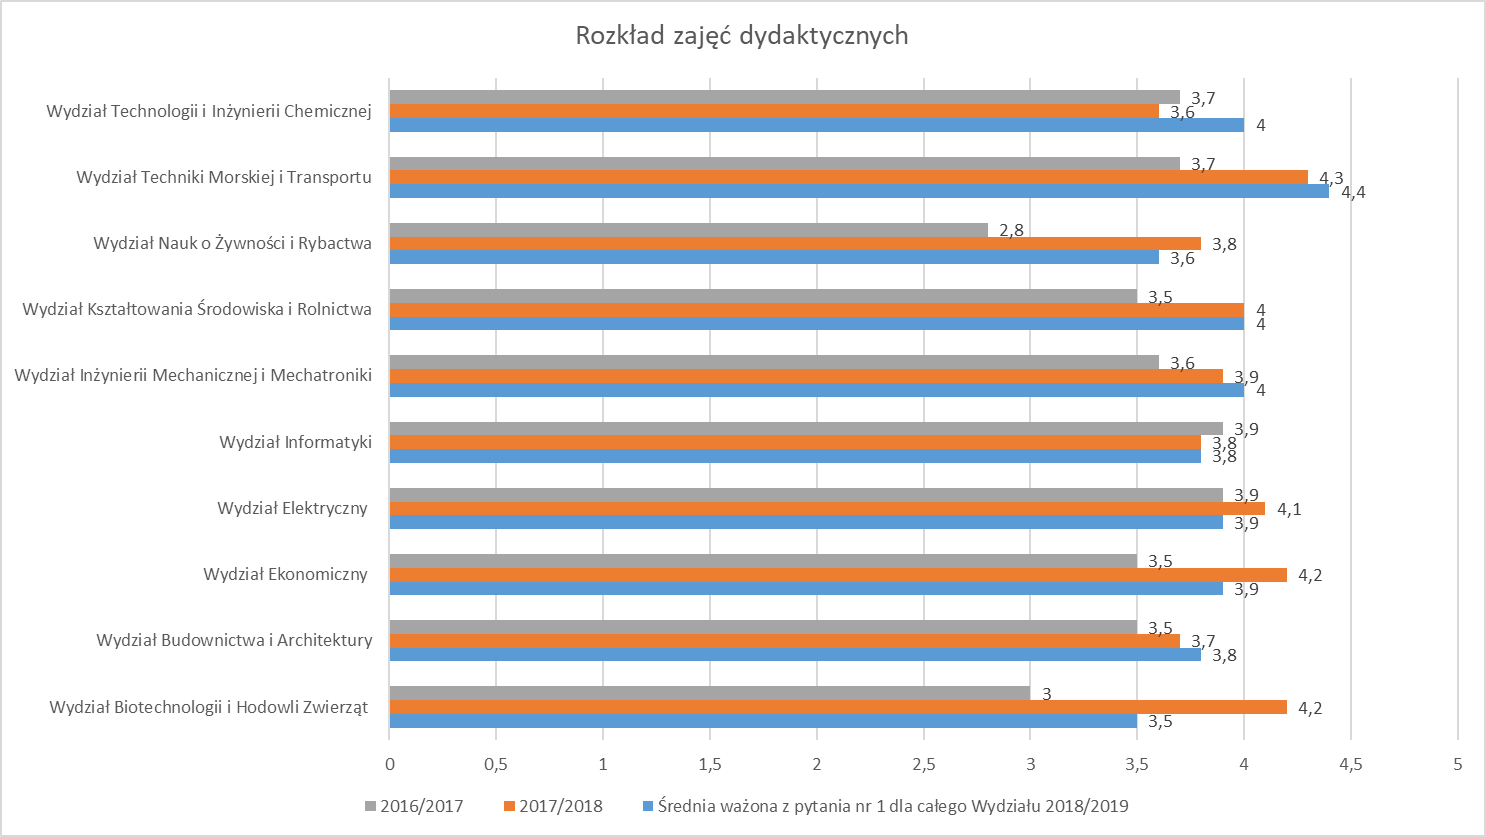 Rozkład zajęć dydaktycznych
Wydział Technologii i Inżynierii Chemicznej
3,7
3,6
4
Wydział Techniki Morskiej i Transportu
3,7
4,3
4,4
Wydział Nauk o Żywności i Rybactwa
2,8
3,8
3,6
Wydział Kształtowania Środowiska i Rolnictwa
3,5
4
4
Wydział Inżynierii Mechanicznej i Mechatroniki
3,6
3,9
4
Wydział Informatyki
3,9
3,8
3,8
Wydział Elektryczny
3,9
4,1
3,9
Wydział Ekonomiczny
3,5
4,2
3,9
Wydział Budownictwa i Architektury
3,5
3,7
3,8
Wydział Biotechnologii i Hodowli Zwierząt
3
4,2
3,5
0 0,5 1 1,5 2 2,5 3 3,5 4 4,5 5
2016/2017 2017/2018 Średnia ważona z pytania nr 1 dla całego Wydziału 2018/2019